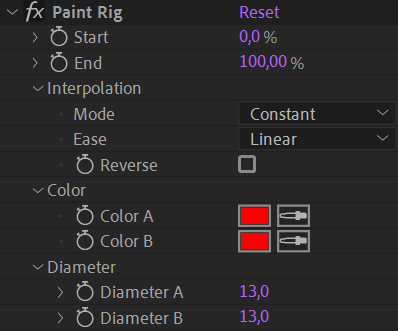 fx Paint Rig Reset
Start 0,0 %
End 100,00 %
Interpolation
Mode Constant
Ease Linear
Reverse
Color
Color A
Color B
Diameter
Diameter A 13,0
Diameter B 13,0